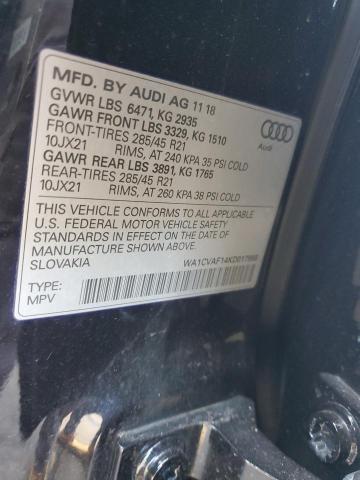 MFD. BY AUDI AG 11 18
GVWR LBS 6471, KG 2935
GAWR FRONT LBS 3329, KG 1510
FRONT-TIRES 285/45 R21
10JX21 RIMS, AT 240 KPA 35 PSI COLD
GAWR REAR LBS 3891, KG 1765
REAR-TIRES 285/45 R21
10JX21 RIMS, AT 260 KPA 38 PSI COLD
Audi
THIS VEHICLE CONFORMS TO ALL APPLICABLE
U.S. FEDERAL MOTOR VEHICLE SAFETY
STANDARDS IN EFFECT ON THE DATE OF
MANUFACTURE SHOWN ABOVE.
SLOVAKIA
TYPE:
MPV